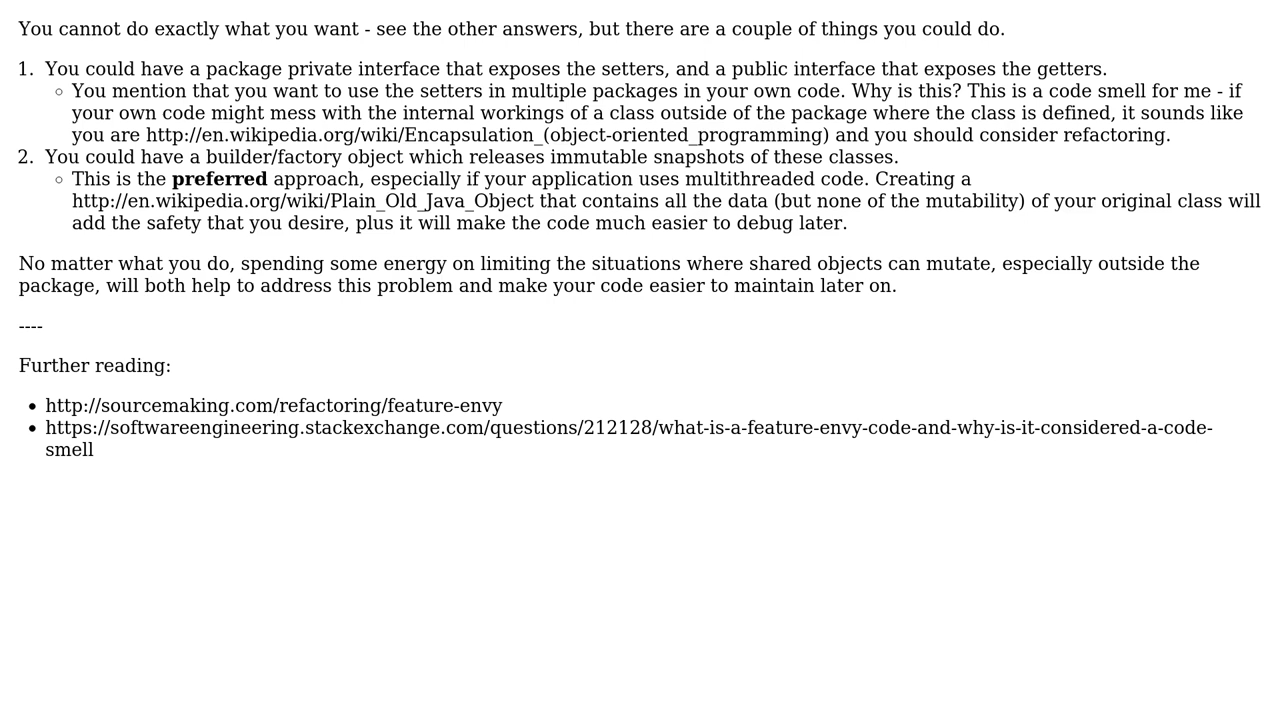 You cannot do exactly what you want - see the other answers, but there are a couple of things you could do.
1. You could have a package private interface that exposes the setters, and a public interface that exposes the getters.
◦ You mention that you want to use the setters in multiple packages in your own code. Why is this? This is a code smell for me - if
your own code might mess with the internal workings of a class outside of the package where the class is defined, it sounds like
you are http://en.wikipedia.org/wiki/Encapsulation_(object-oriented_programming) and you should consider refactoring.
2. You could have a builder/factory object which releases immutable snapshots of these classes.
◦ This is the preferred approach, especially if your application uses multithreaded code. Creating a
http://en.wikipedia.org/wiki/Plain_Old_Java_Object that contains all the data (but none of the mutability) of your original class will
add the safety that you desire, plus it will make the code much easier to debug later.
No matter what you do, spending some energy on limiting the situations where shared objects can mutate, especially outside the
package, will both help to address this problem and make your code easier to maintain later on.
----
Further reading:
• http://sourcemaking.com/refactoring/feature-envy
• https://softwareengineering.stackexchange.com/questions/212128/what-is-a-feature-envy-code-and-why-is-it-considered-a-code-
smell